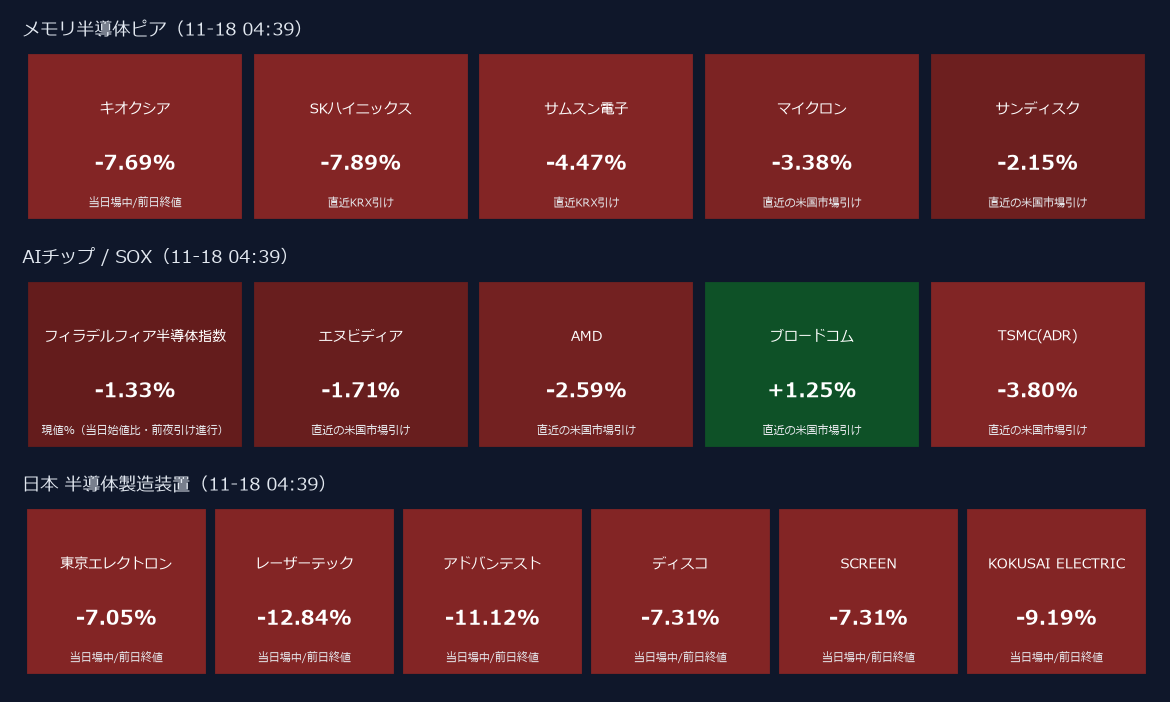 メモリ半導体ピア（11-18 04:39）
キオクシア
-7.69%
当日場中/前日終値
SKハイニックス
-7.89%
直近KRX引け
サムスン電子
-4.47%
直近KRX引け
マイクロン
-3.38%
直近の米国市場引け
サンディスク
-2.15%
直近の米国市場引け
AIチップ / SOX（11-18 04:39）
フィラデルフィア半導体指数
-1.33%
現値%（当日始値比・前夜引け進行）
エヌビディア
-1.71%
直近の米国市場引け
AMD
-2.59%
直近の米国市場引け
ブロードコム
+1.25%
直近の米国市場引け
TSMC(ADR)
-3.80%
直近の米国市場引け
日本 半導体製造装置（11-18 04:39）
東京エレクトロン
-7.05%
当日場中/前日終値
レーザーテック
-12.84%
当日場中/前日終値
アドバンテスト
-11.12%
当日場中/前日終値
ディスコ
-7.31%
当日場中/前日終値
SCREEN
-7.31%
当日場中/前日終値
KOKUSAI ELECTRIC
-9.19%
当日場中/前日終値